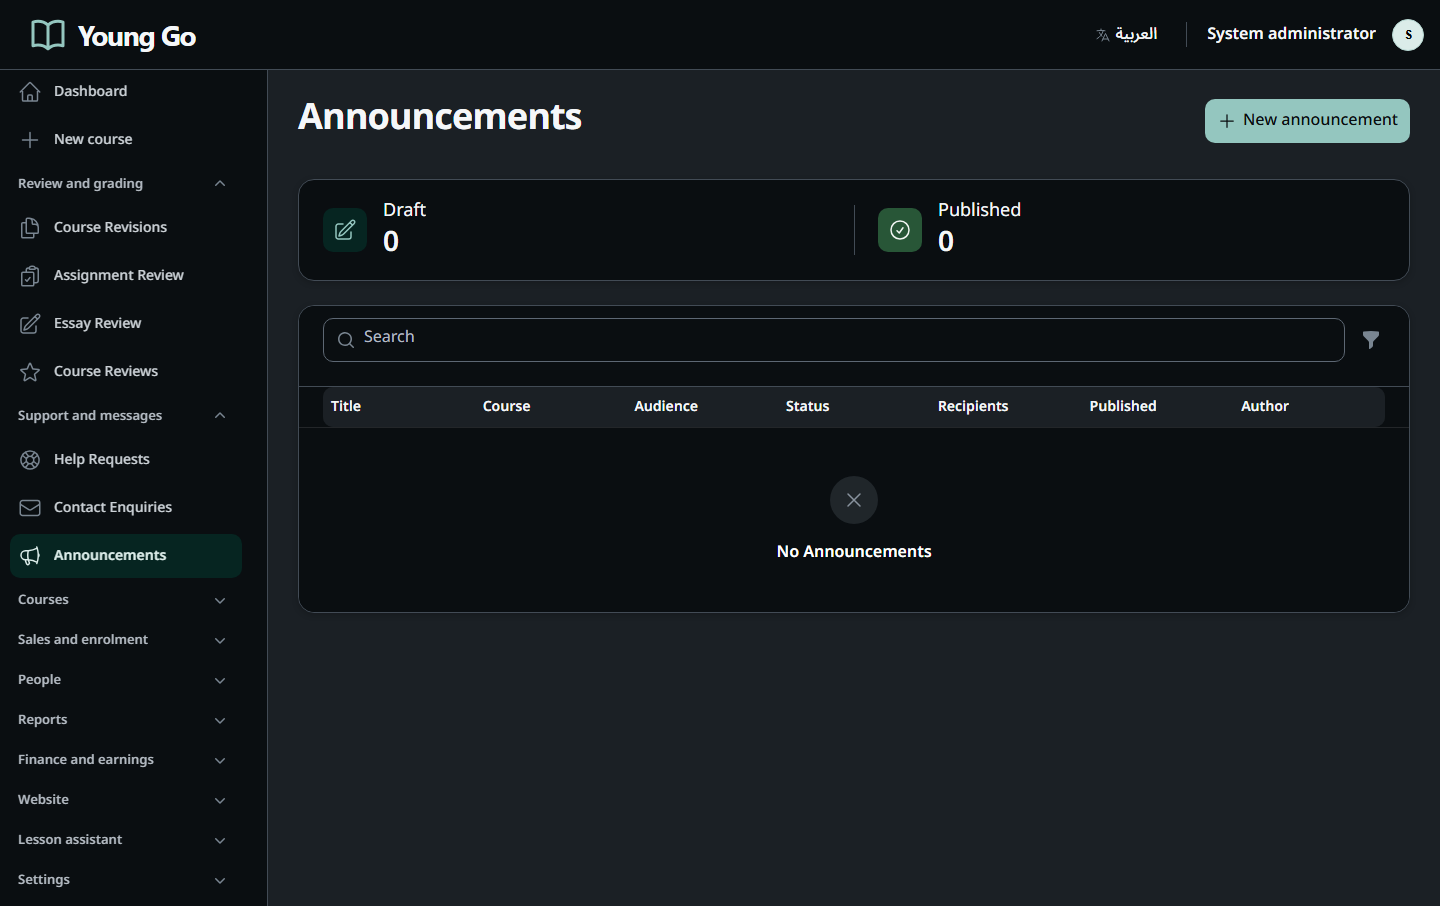 Young Go
العربية
System administrator
S
Dashboard
New course
Review and grading
Course Revisions
Assignment Review
Essay Review
Course Reviews
Support and messages
Help Requests
Contact Enquiries
Announcements
Courses
Sales and enrolment
People
Reports
Finance and earnings
Website
Lesson assistant
Settings
Announcements
New announcement
Draft
0
Published
0
Search
Title Course Audience Status Recipients Published Author
No Announcements